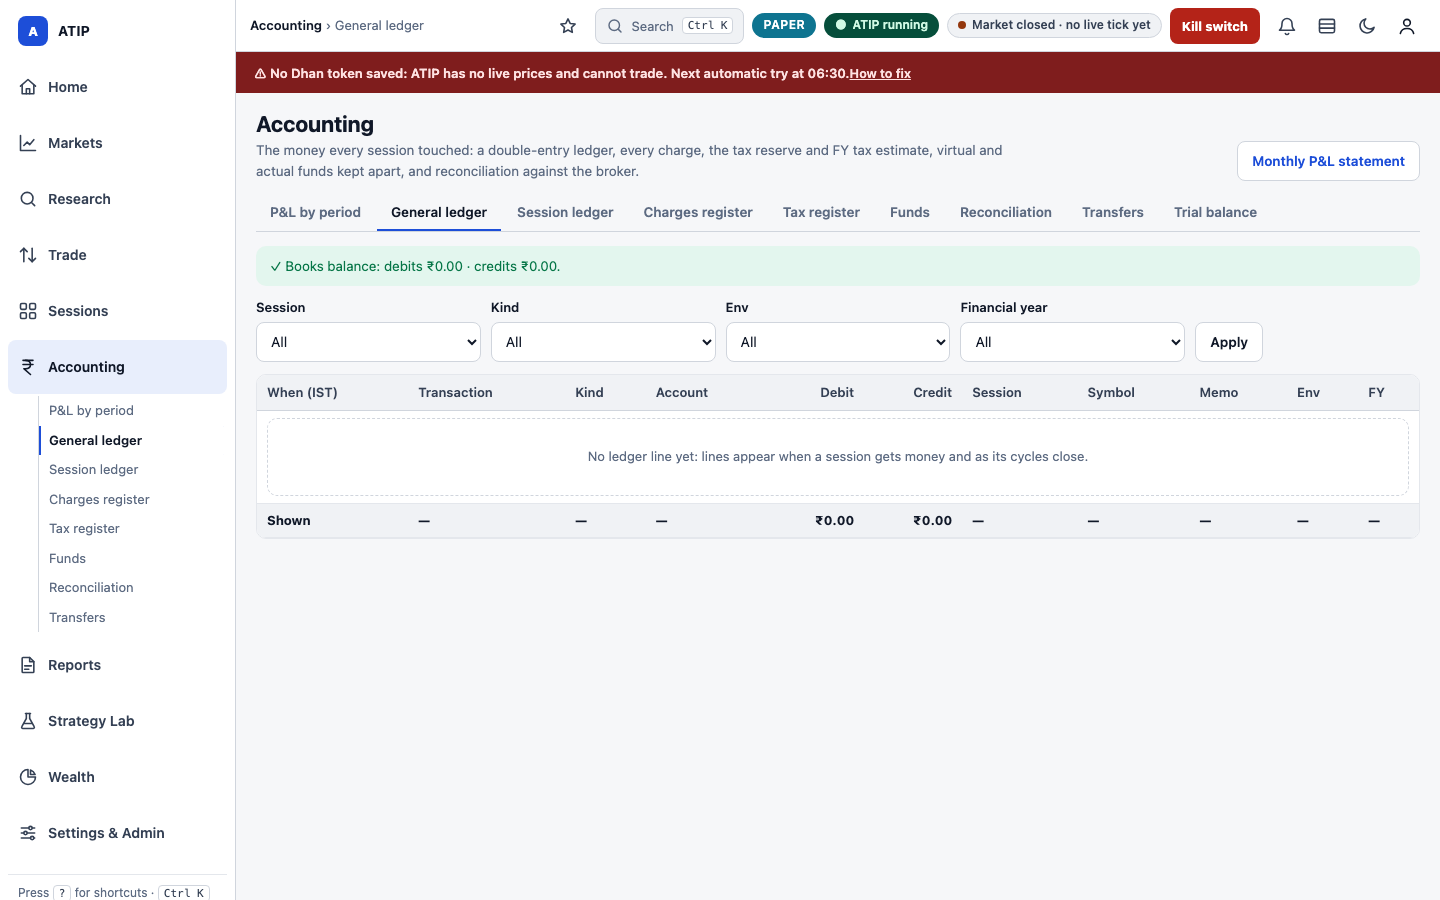 A ATIP
Accounting › General ledger
Search Ctrl K
PAPER
ATIP running
Market closed · no live tick yet
Kill switch
⚠ No Dhan token saved: ATIP has no live prices and cannot trade. Next automatic try at 06:30.How to fix
Home
Markets
Research
Trade
Sessions
Accounting
P&L by period
General ledger
Session ledger
Charges register
Tax register
Funds
Reconciliation
Transfers
Reports
Strategy Lab
Wealth
Settings & Admin
Press ? for shortcuts · Ctrl K
Accounting
The money every session touched: a double-entry ledger, every charge, the tax reserve and FY tax estimate, virtual and
actual funds kept apart, and reconciliation against the broker.
Monthly P&L statement
P&L by period General ledger Session ledger Charges register Tax register Funds Reconciliation Transfers Trial balance
✓ Books balance: debits ₹0.00 · credits ₹0.00.
Session Kind Env Financial year
All All All All Apply
When (IST) Transaction Kind Account Debit Credit Session Symbol Memo Env FY
No ledger line yet: lines appear when a session gets money and as its cycles close.
Shown — — — ₹0.00 ₹0.00 — — — — —